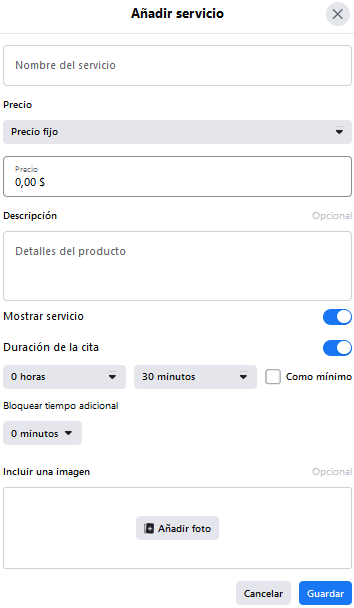 Añadir servicio
Nombre del servicio
Precio
Precio fijo
Precio
0,00 $
Descripción Opcional
Detalles del producto
Mostrar servicio
Duración de la cita
0 horas 30 minutos Como mínimo
Bloquear tiempo adicional
0 minutos
Incluir una imagen Opcional
Añadir foto
Cancelar Guardar